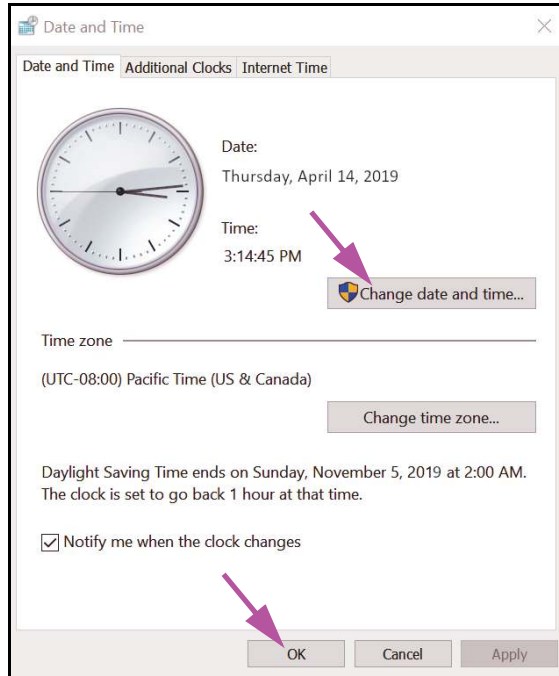 Date and Time
Date and Time
Additional Clocks
Internet Time
Date:
Thursday, April 14, 2019
Time:
3:14:45 PM
Change date and time...
Time zone
(UTC-08:00) Pacific Time (US & Canada)
Change time zone...
Daylight Saving Time ends on Sunday, November 5, 2019 at 2:00 AM.
The clock is set to go back 1 hour at that time.
Notify me when the clock changes
OK
Cancel
Apply